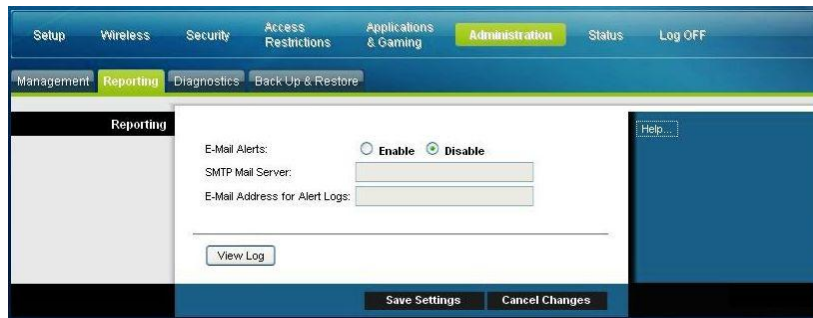 Setup Wireless Security Access Restrictions Applications & Gaming Administration Status Log OFF
Management Reporting Diagnostics Back Up & Restore
Reporting
Help...
E-Mail Alerts: Enable Disable
SMTP Mail Server:
E-Mail Address for Alert Logs:
View Log
Save Settings Cancel Changes